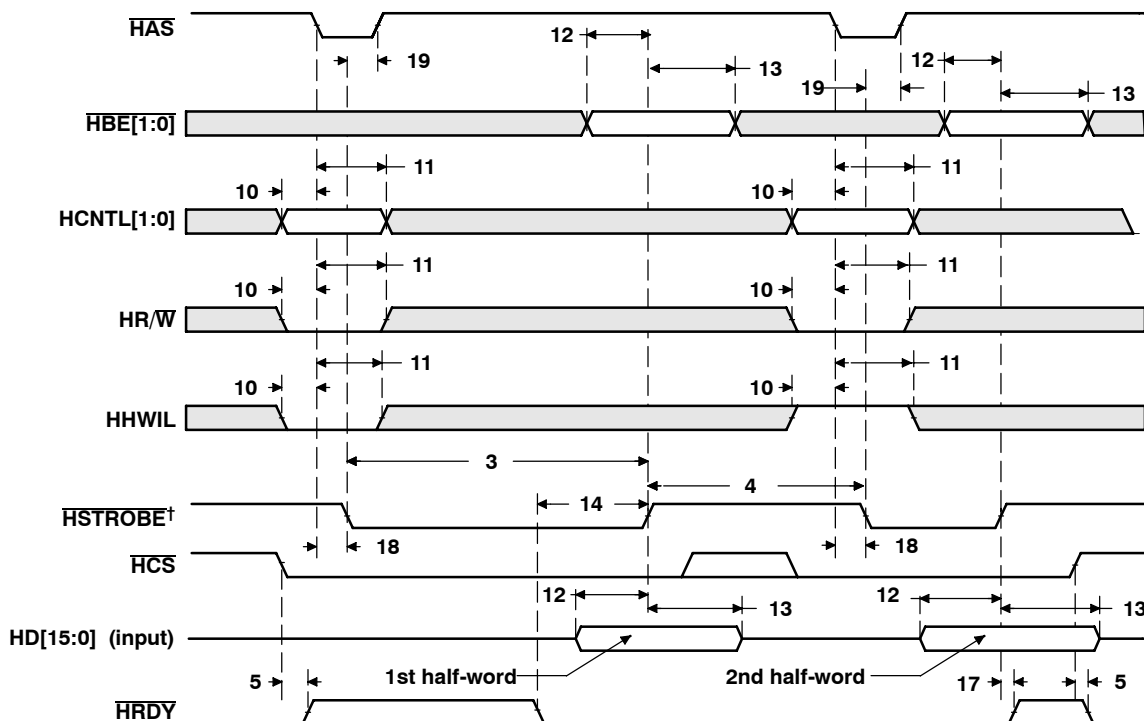 HAS
12
12
19
13
19
13
HBE[1:0]
11
11
10
10
HCNTL[1:0]
11
11
10
10
HR/W
11
11
10
10
HHWIL
3
4
14
HSTROBE†
18
18
HCS
12
12
13
13
HD[15:0] (input)
1st half-word
2nd half-word
5
17
5
HRDY